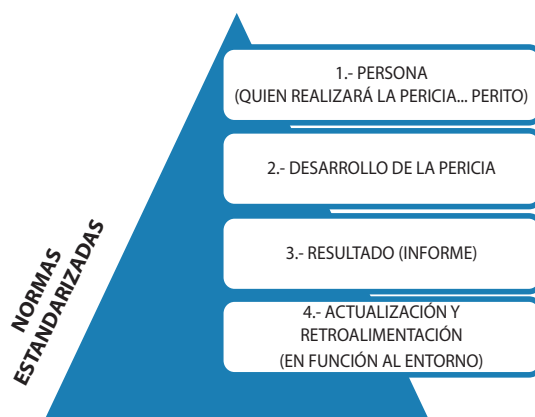 1.- PERSONA
(QUIEN REALIZARÁ LA PERICIA... PERITO)
2.- DESARROLLO DE LA PERICIA
3.- RESULTADO (INFORME)
4.- ACTUALIZACIÓN Y
RETROALIMENTACIÓN
(EN FUNCIÓN AL ENTORNO)
NORMAS
ESTANDARIZADAS